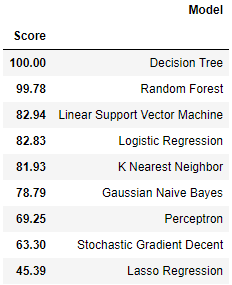 Model
Score
100.00 Decision Tree
99.78 Random Forest
82.94 Linear Support Vector Machine
82.83 Logistic Regression
81.93 K Nearest Neighbor
78.79 Gaussian Naive Bayes
69.25 Perceptron
63.30 Stochastic Gradient Decent
45.39 Lasso Regression